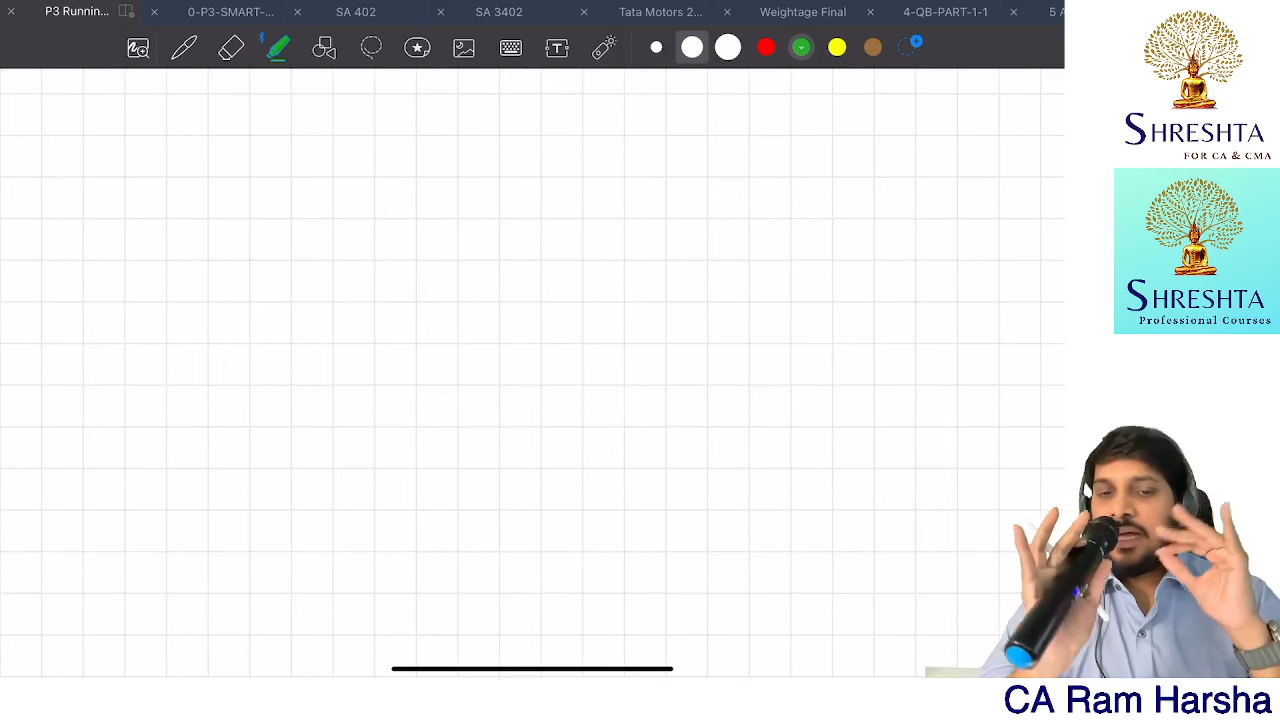 P3 Runnin...
0-P3-SMART-...
SA 402
SA 3402
Tata Motors 2...
Weightage Final
4-QB-PART-1-1
5 A
T
SHRESHTA
FOR CA & CMA
SHRESHTA
Professional Courses
CA Ram Harsha